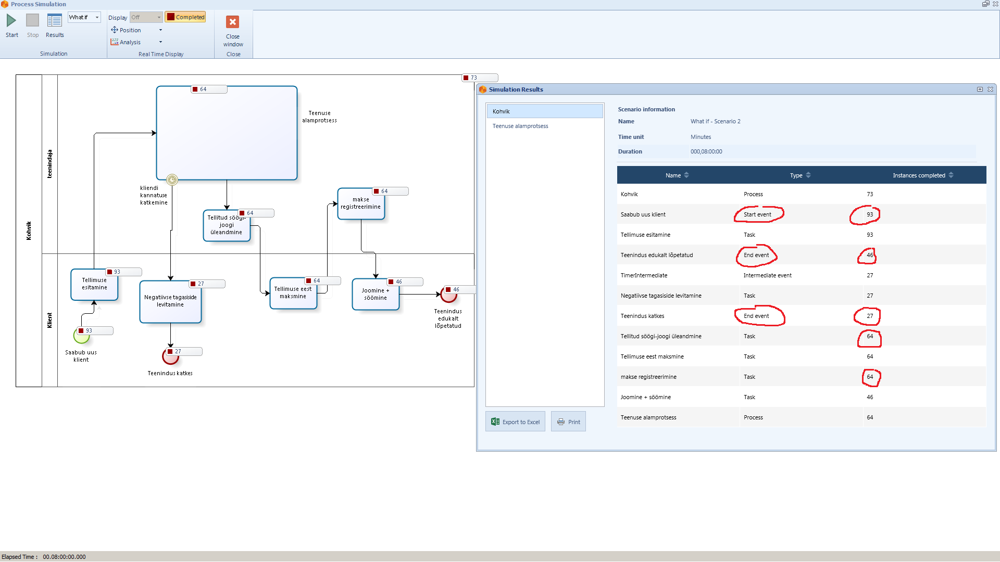 Process Simulation
Start
Stop
Results
What if
Simulation
Display
Off
Completed
Position
Analysis
Real Time Display
Close
window
Close
73
64
Teenuse
alamprotsess
kliendi
kannatuse
katkemine
64
makse
registreerimine
64
Tellitud söögi-
joogi
üleandmine
teenindaja
Kohvik
Klient
93
Tellimuse
esitamine
27
Negatiivse tagasiside
levitamine
64
Tellimuse eest
maksmine
46
Joomine +
söömine
46
Teenindus
edukalt
lõpetatud
93
Saabub uus
klient
27
Teenindus katkes
Simulation Results
Kohvik
Teenuse alamprotsess
Export to Excel
Print
Scenario information
Name What if - Scenario 2
Time unit Minutes
Duration 000,08:00:00
Name Type Instances completed
Kohvik Process 73
Saabub uus klient Start event 93
Tellimuse esitamine Task 93
Teenindus edukalt lõpetatud End event 46
TimerIntermediate Intermediate event 27
Negatiivse tagasiside levitamine Task 27
Teenindus katkes End event 27
Tellitud söögi-joogi üleandmine Task 64
Tellimuse eest maksmine Task 64
makse registreerimine Task 64
Joomine + söömine Task 46
Teenuse alamprotsess Process 64
Elapsed Time : 00.08:00:00.000